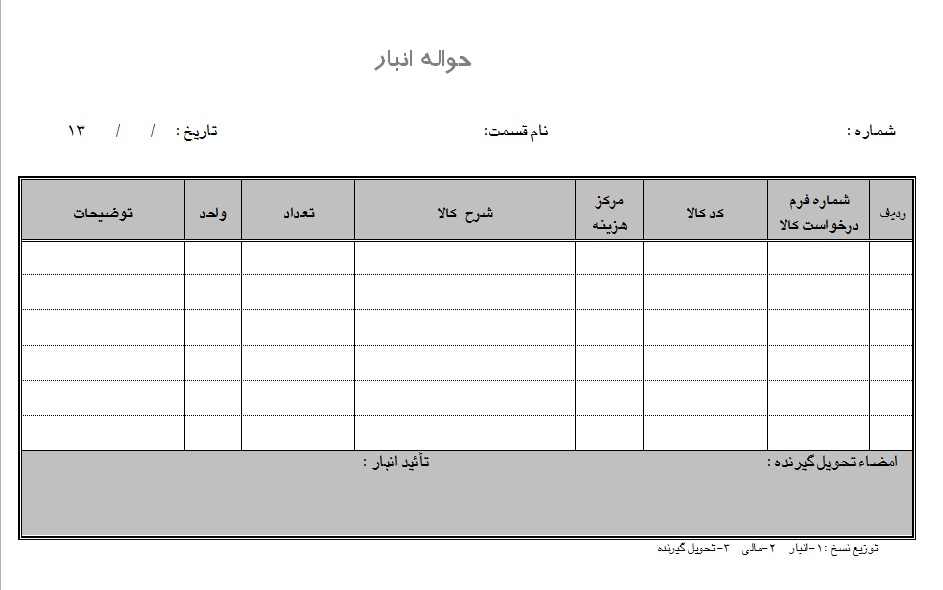 حواله انبار
شماره :
نام قسمت:
تاریخ : / / ۱۳
ردیف
شماره فرم
درخواست کالا
کد کالا
مرکز
هزینه
شرح کالا
تعداد
واحد
توضیحات
امضاء تحویل گیرنده :
تأئید انبار :
توزیع نسخ : ۱-انبار ۲-مالی ۳-تحویل گیرنده